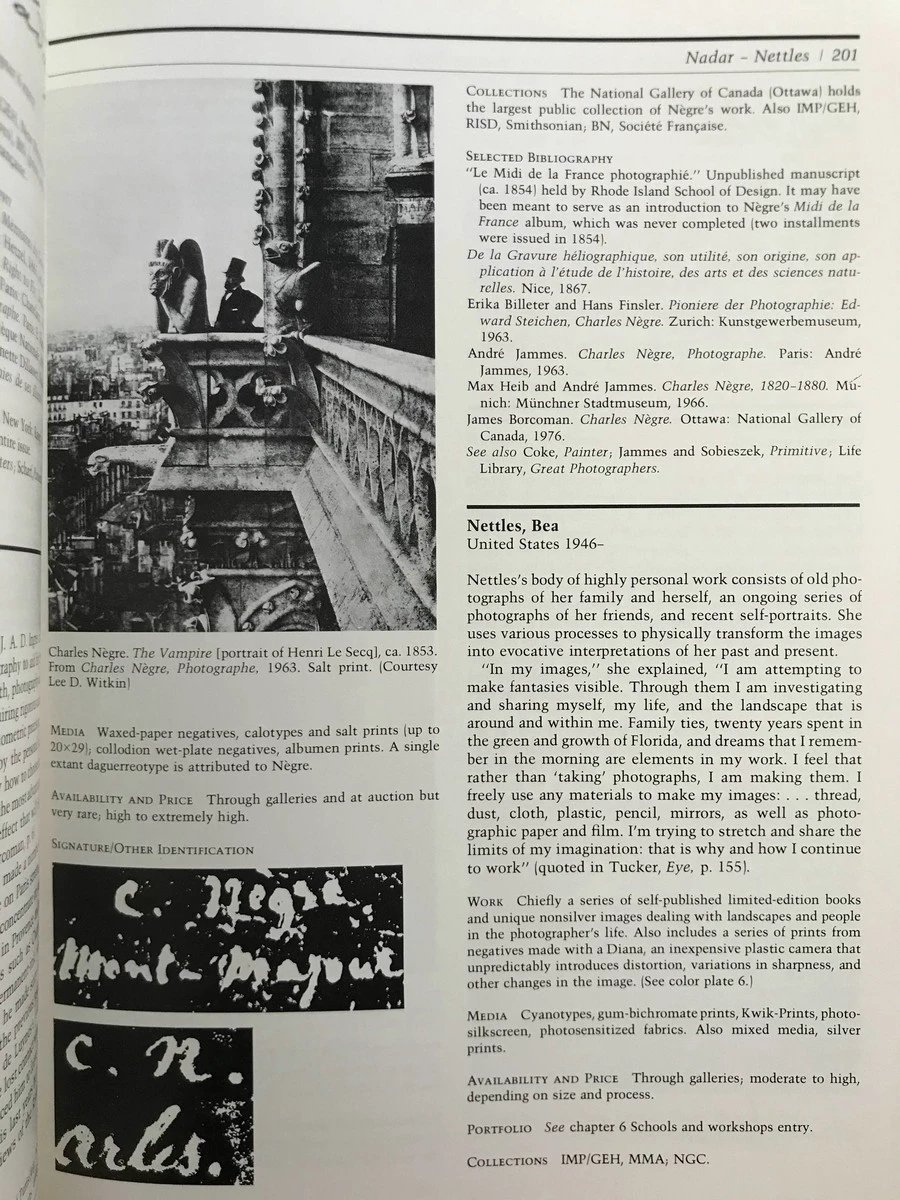 Nadar – Nettles | 201
Charles Nègre. The Vampire [portrait of Henri Le Secq], ca. 1853.
From Charles Nègre, Photographe, 1963. Salt print. (Courtesy
Lee D. Witkin)
MEDIA Waxed-paper negatives, calotypes and salt prints (up to
20×29); collodion wet-plate negatives, albumen prints. A single
extant daguerreotype is attributed to Nègre.
AVAILABILITY AND PRICE Through galleries and at auction but
very rare; high to extremely high.
SIGNATURE/OTHER IDENTIFICATION
C. Nègre.
Mont-Majour
C. N.
Arles.
COLLECTIONS The National Gallery of Canada (Ottawa) holds
the largest public collection of Nègre's work. Also IMP/GEH,
RISD, Smithsonian; BN, Société Française.
SELECTED BIBLIOGRAPHY
"Le Midi de la France photographié." Unpublished manuscript
(ca. 1854) held by Rhode Island School of Design. It may have
been meant to serve as an introduction to Nègre's Midi de la
France album, which was never completed (two installments
were issued in 1854).
De la Gravure héliographique, son utilité, son origine, son ap-
plication à l'étude de l'histoire, des arts et des sciences natu-
relles. Nice, 1867.
Erika Billeter and Hans Finsler. Pioniere der Photographie: Ed-
ward Steichen, Charles Nègre. Zurich: Kunstgewerbemuseum,
1963.
André Jammes. Charles Nègre, Photographe. Paris: André
Jammes, 1963.
Max Heib and André Jammes. Charles Nègre, 1820–1880. Mu-
nich: Münchner Stadtmuseum, 1966.
James Borcoman. Charles Nègre. Ottawa: National Gallery of
Canada, 1976.
See also Coke, Painter; Jammes and Sobieszek, Primitive; Life
Library, Great Photographers.
Nettles, Bea
United States 1946–
Nettles's body of highly personal work consists of old pho-
tographs of her family and herself, an ongoing series of
photographs of her friends, and recent self-portraits. She
uses various processes to physically transform the images
into evocative interpretations of her past and present.
"In my images," she explained, "I am attempting to
make fantasies visible. Through them I am investigating
and sharing myself, my life, and the landscape that is
around and within me. Family ties, twenty years spent in
the green and growth of Florida, and dreams that I remem-
ber in the morning are elements in my work. I feel that
rather than 'taking' photographs, I am making them. I
freely use any materials to make my images: . . . thread,
dust, cloth, plastic, pencil, mirrors, as well as photo-
graphic paper and film. I'm trying to stretch and share the
limits of my imagination: that is why and how I continue
to work" (quoted in Tucker, Eye, p. 155).
WORK Chiefly a series of self-published limited-edition books
and unique nonsilver images dealing with landscapes and people
in the photographer's life. Also includes a series of prints from
negatives made with a Diana, an inexpensive plastic camera that
unpredictably introduces distortion, variations in sharpness, and
other changes in the image. (See color plate 6.)
MEDIA Cyanotypes, gum-bichromate prints, Kwik-Prints, photo-
silkscreen, photosensitized fabrics. Also mixed media, silver
prints.
AVAILABILITY AND PRICE Through galleries; moderate to high,
depending on size and process.
PORTFOLIO See chapter 6 Schools and workshops entry.
COLLECTIONS IMP/GEH, MMA; NGC.